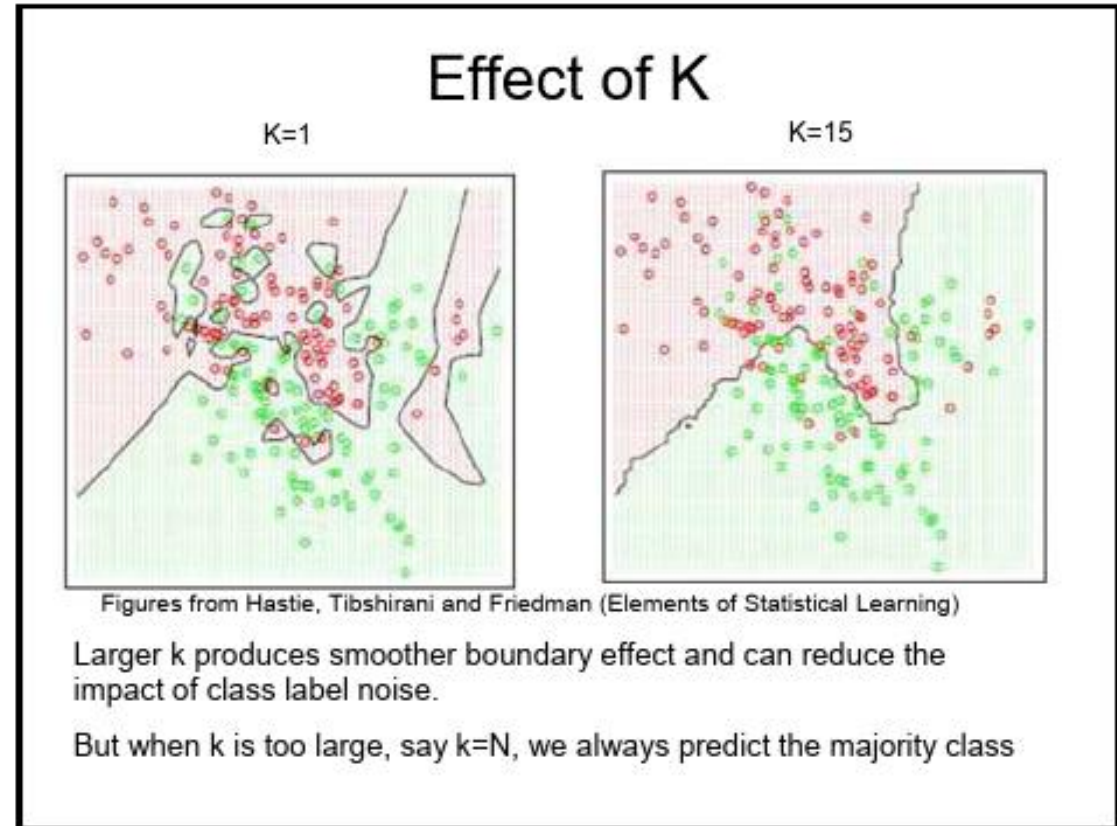 Effect of K
K=1
K=15
Figures from Hastie, Tibshirani and Friedman (Elements of Statistical Learning)
Larger k produces smoother boundary effect and can reduce the
impact of class label noise.
But when k is too large, say k=N, we always predict the majority class